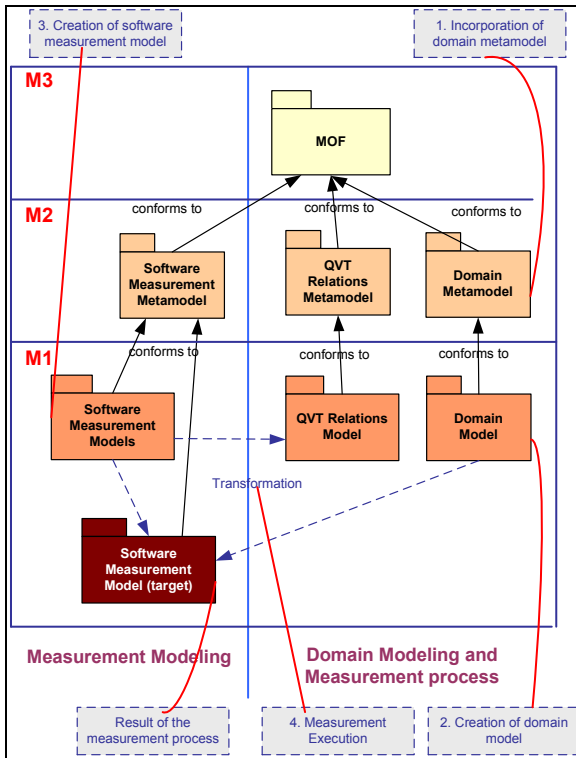 3. Creation of software
measurement model
1. Incorporation of
domain metamodel
M3
MOF
M2
conforms to
conforms to
conforms to
Software
Measurement
Metamodel
QVT
Relations
Metamodel
Domain
Metamodel
M1
conforms to
conforms to
conforms to
Software
Measurement
Models
QVT Relations
Model
Domain
Model
Transformation
Software
Measurement
Model (target)
Measurement Modeling
Domain Modeling and
Measurement process
Result of the
measurement process
4. Measurement
Execution
2. Creation of domain
model